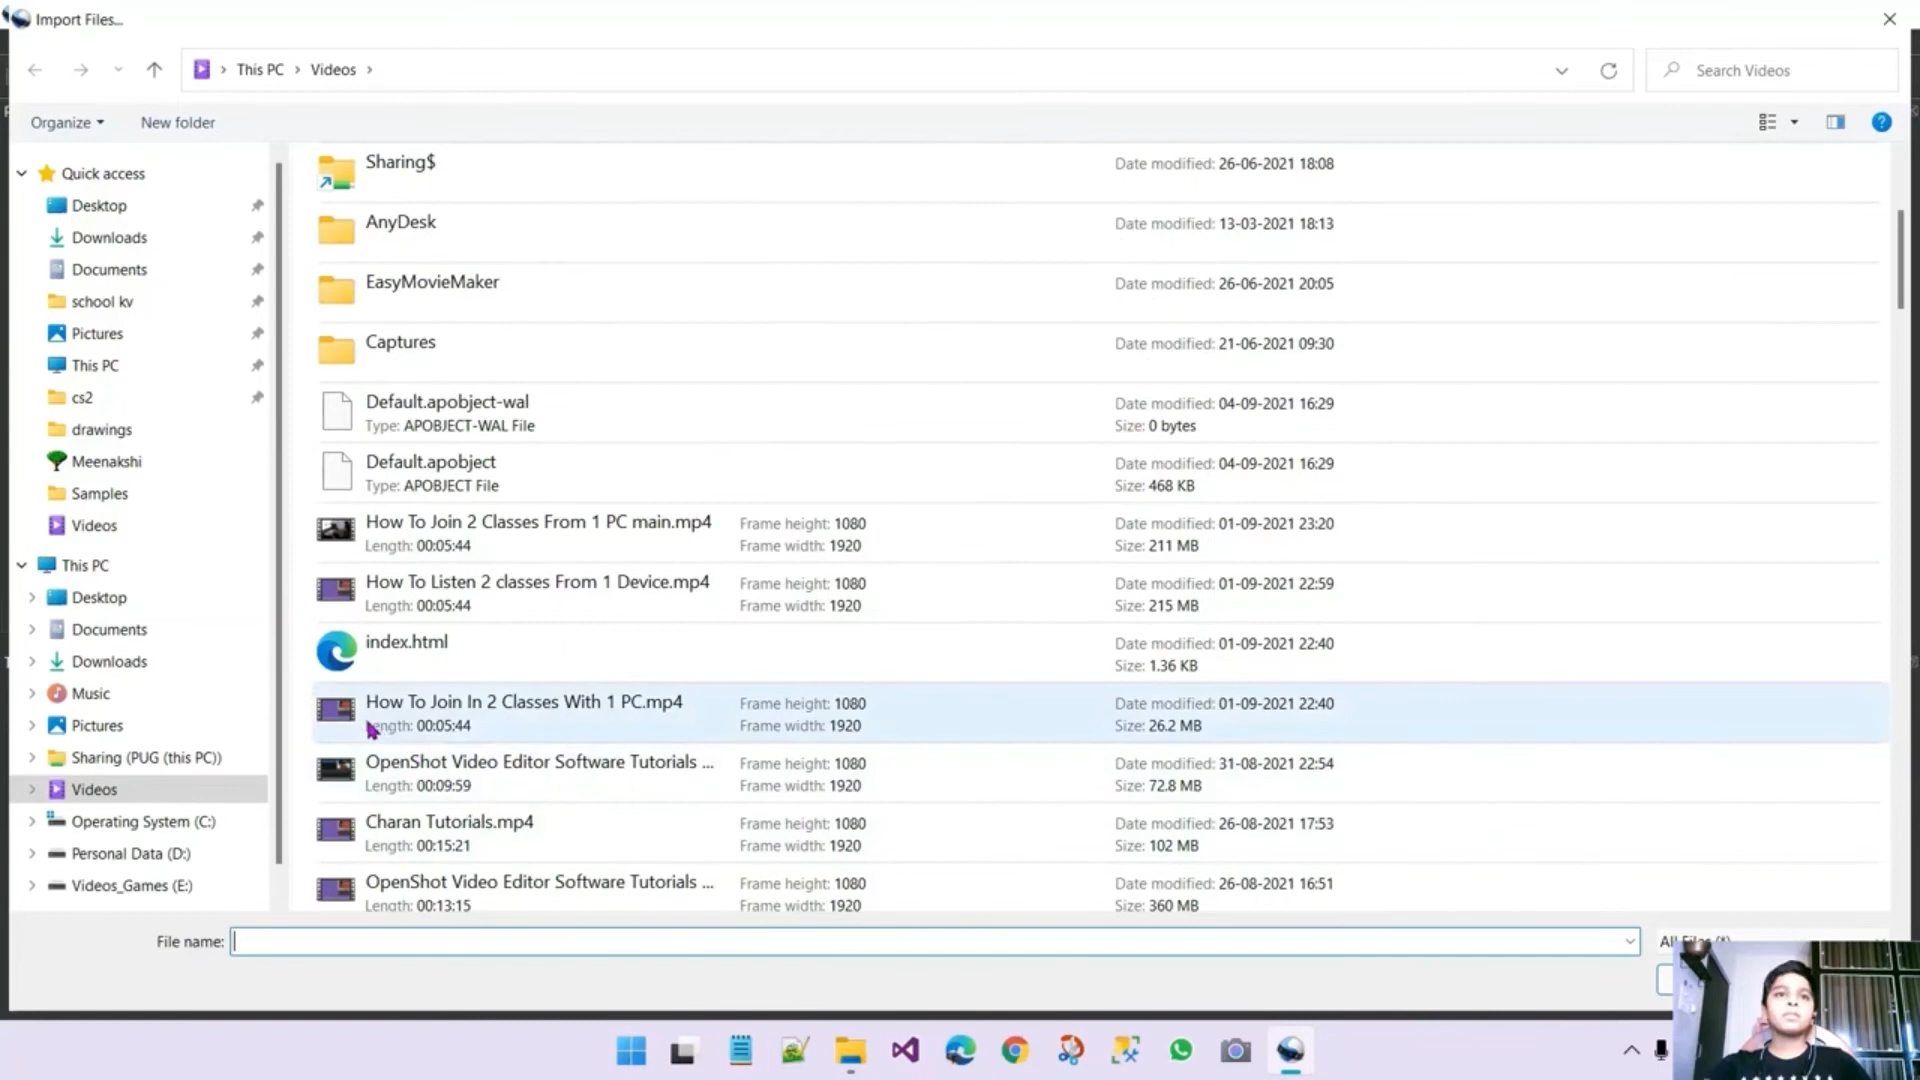 Import Files...
This PC > Videos >
Search Videos
Organize
New folder
Quick access
Desktop
Downloads
Documents
school kv
Pictures
This PC
cs2
drawings
Meenakshi
Samples
Videos
This PC
Desktop
Documents
Downloads
Music
Pictures
Sharing (PUG (this PC))
Videos
Operating System (C:)
Personal Data (D:)
Videos_Games (E:)
Sharing$
Date modified: 26-06-2021 18:08
AnyDesk
Date modified: 13-03-2021 18:13
EasyMovieMaker
Date modified: 26-06-2021 20:05
Captures
Date modified: 21-06-2021 09:30
Default.apobject-wal
Date modified: 04-09-2021 16:29
Type: APOBJECT-WAL File
Size: 0 bytes
Default.apobject
Date modified: 04-09-2021 16:29
Type: APOBJECT File
Size: 468 KB
How To Join 2 Classes From 1 PC main.mp4
Frame height: 1080
Date modified: 01-09-2021 23:20
Length: 00:05:44
Frame width: 1920
Size: 211 MB
How To Listen 2 classes From 1 Device.mp4
Frame height: 1080
Date modified: 01-09-2021 22:59
Length: 00:05:44
Frame width: 1920
Size: 215 MB
index.html
Date modified: 01-09-2021 22:40
Size: 1.36 KB
How To Join In 2 Classes With 1 PC.mp4
Frame height: 1080
Date modified: 01-09-2021 22:40
Length: 00:05:44
Frame width: 1920
Size: 26.2 MB
OpenShot Video Editor Software Tutorials ...
Frame height: 1080
Date modified: 31-08-2021 22:54
Length: 00:09:59
Frame width: 1920
Size: 72.8 MB
Charan Tutorials.mp4
Frame height: 1080
Date modified: 26-08-2021 17:53
Length: 00:15:21
Frame width: 1920
Size: 102 MB
OpenShot Video Editor Software Tutorials ...
Frame height: 1080
Date modified: 26-08-2021 16:51
Length: 00:13:15
Frame width: 1920
Size: 360 MB
File name:
All Files (*)